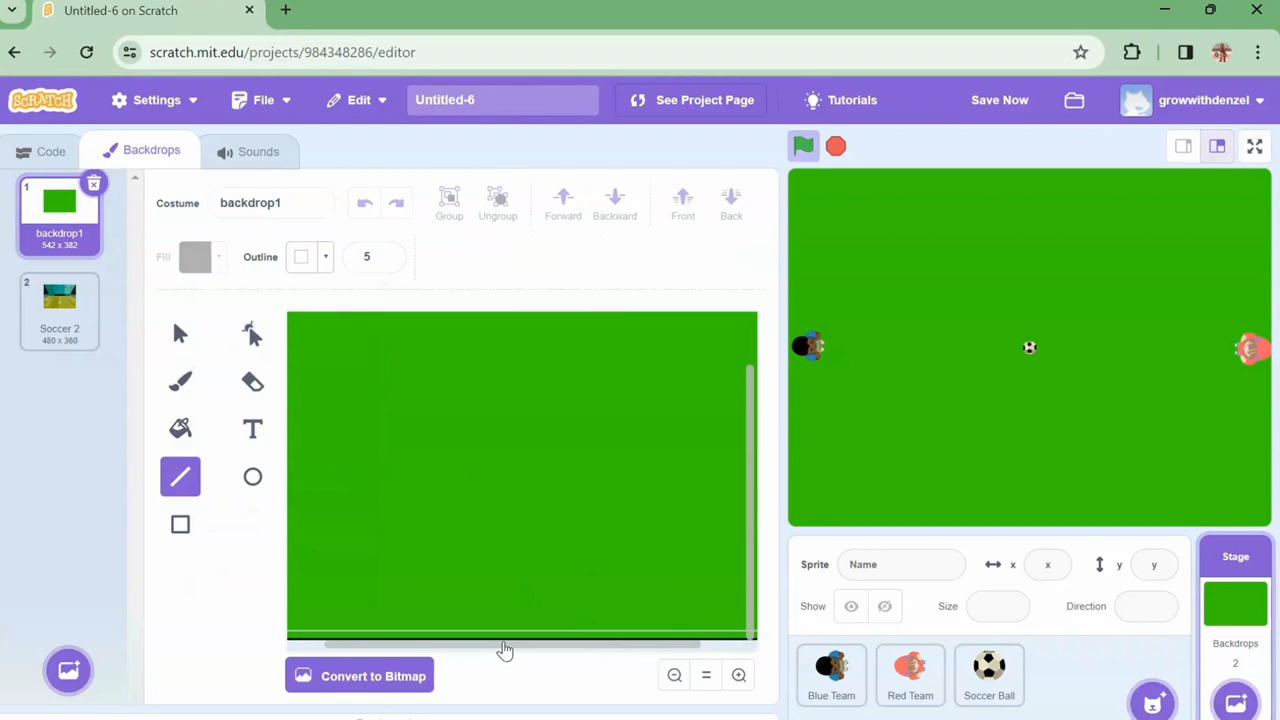 Untitled-6 on Scratch
scratch.mit.edu/projects/984348286/editor
SCRATCH
Settings
File
Edit
Untitled-6
See Project Page
Tutorials
Save Now
growwithdenzel
Code
Backdrops
Sounds
1
backdrop1
542 x 382
2
Soccer 2
480 x 360
Costume
backdrop1
Group
Ungroup
Forward
Backward
Front
Back
Fill
Outline
5
Convert to Bitmap
Sprite
Name
x
x
y
y
Show
Size
Direction
Blue Team
Red Team
Soccer Ball
Stage
Backdrops
2